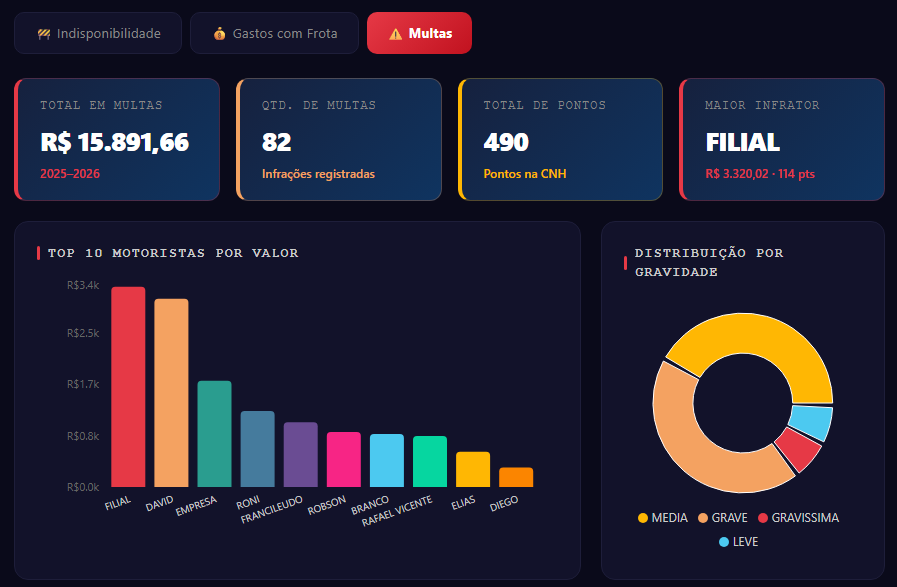 🚧 Indisponibilidade
💰 Gastos com Frota
⚠️ Multas
TOTAL EM MULTAS
R$ 15.891,66
2025–2026
QTD. DE MULTAS
82
Infrações registradas
TOTAL DE PONTOS
490
Pontos na CNH
MAIOR INFRATOR
FILIAL
R$ 3.320,02 · 114 pts
TOP 10 MOTORISTAS POR VALOR
R$3.4k
R$2.5k
R$1.7k
R$0.8k
R$0.0k
FILIAL
DAVID
EMPRESA
RONI
FRANCILEUDO
ROBSON
BRANCO
RAFAEL VICENTE
ELIAS
DIEGO
DISTRIBUIÇÃO POR
GRAVIDADE
MEDIA
GRAVE
GRAVISSIMA
LEVE